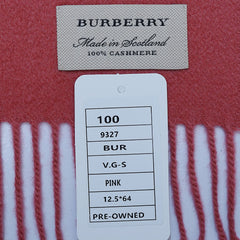 BURBERRY
Made in Scotland
100% CASHMERE
100
9327
BUR
V.G-S
PINK
12.5*64
PRE-OWNED